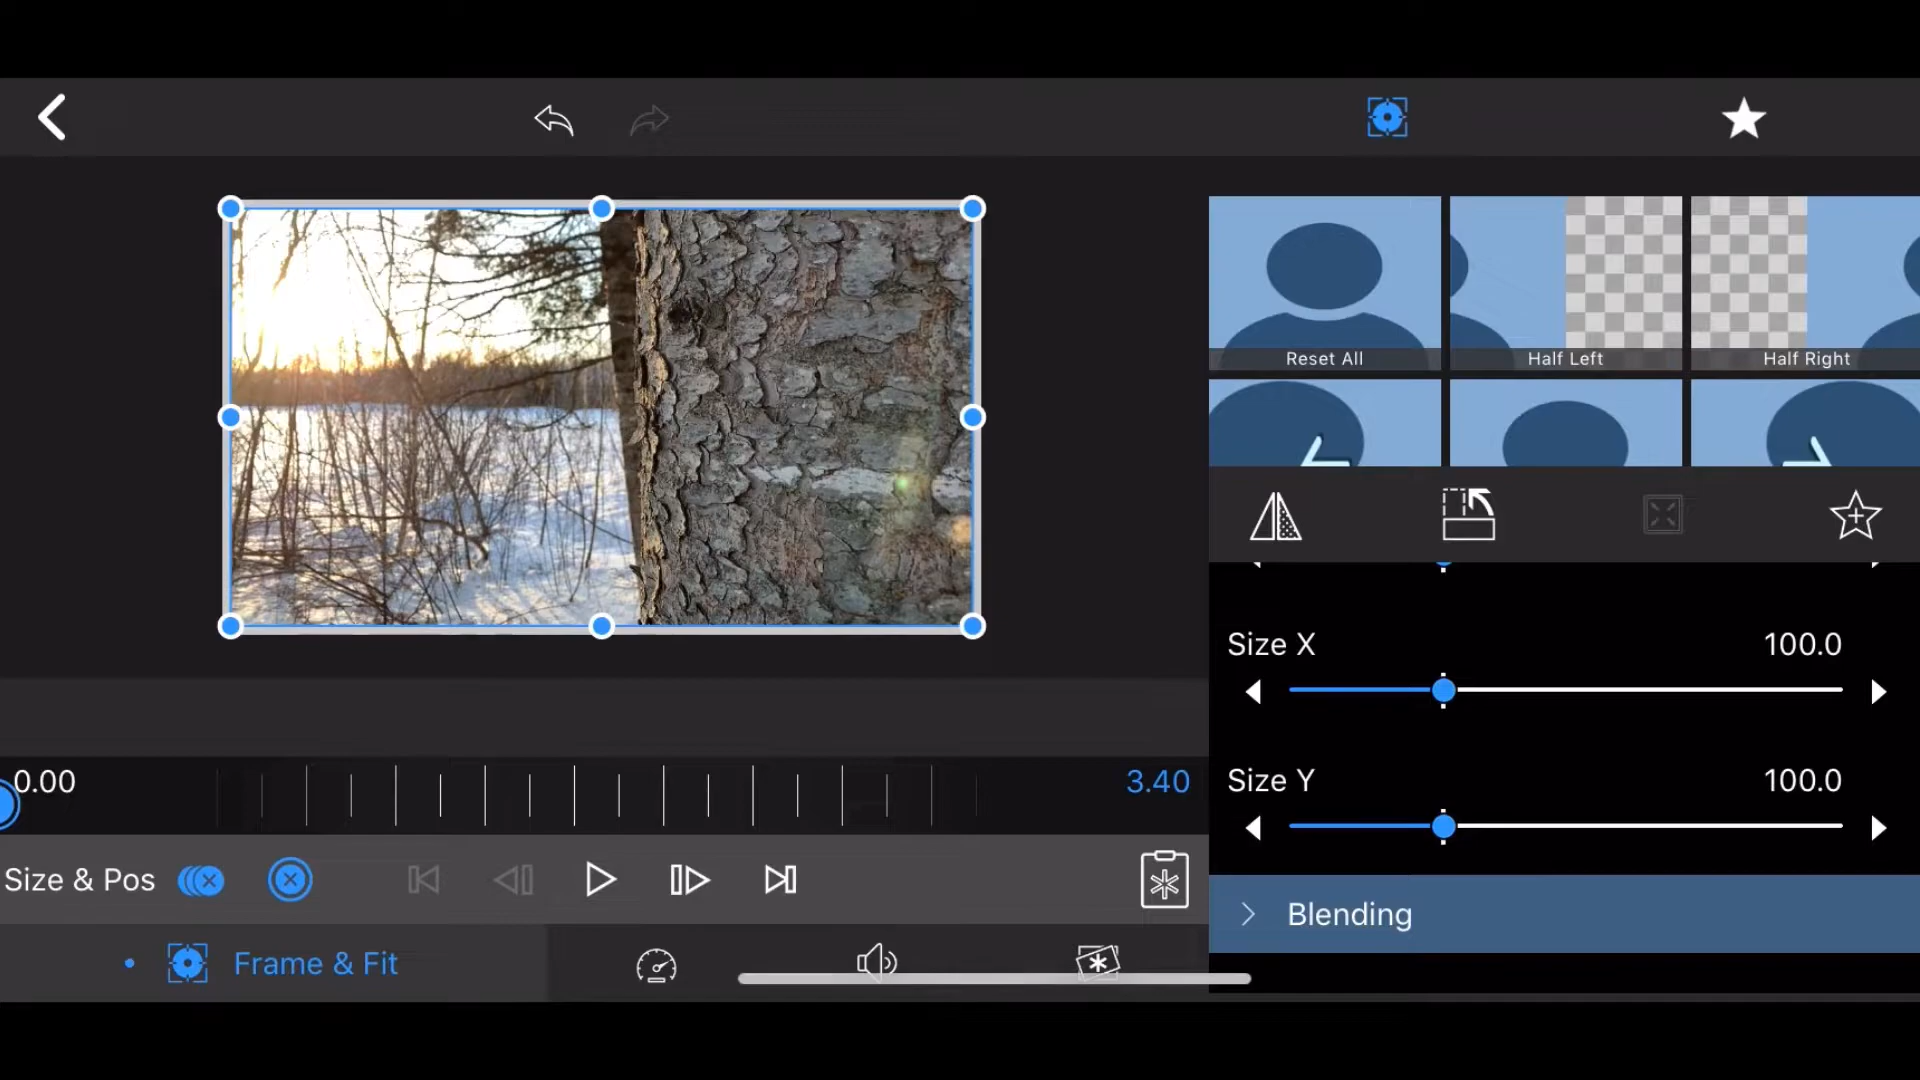 Reset All
Half Left
Half Right
Size X
100.0
Size Y
100.0
0.00
3.40
Size & Pos
Blending
Frame & Fit